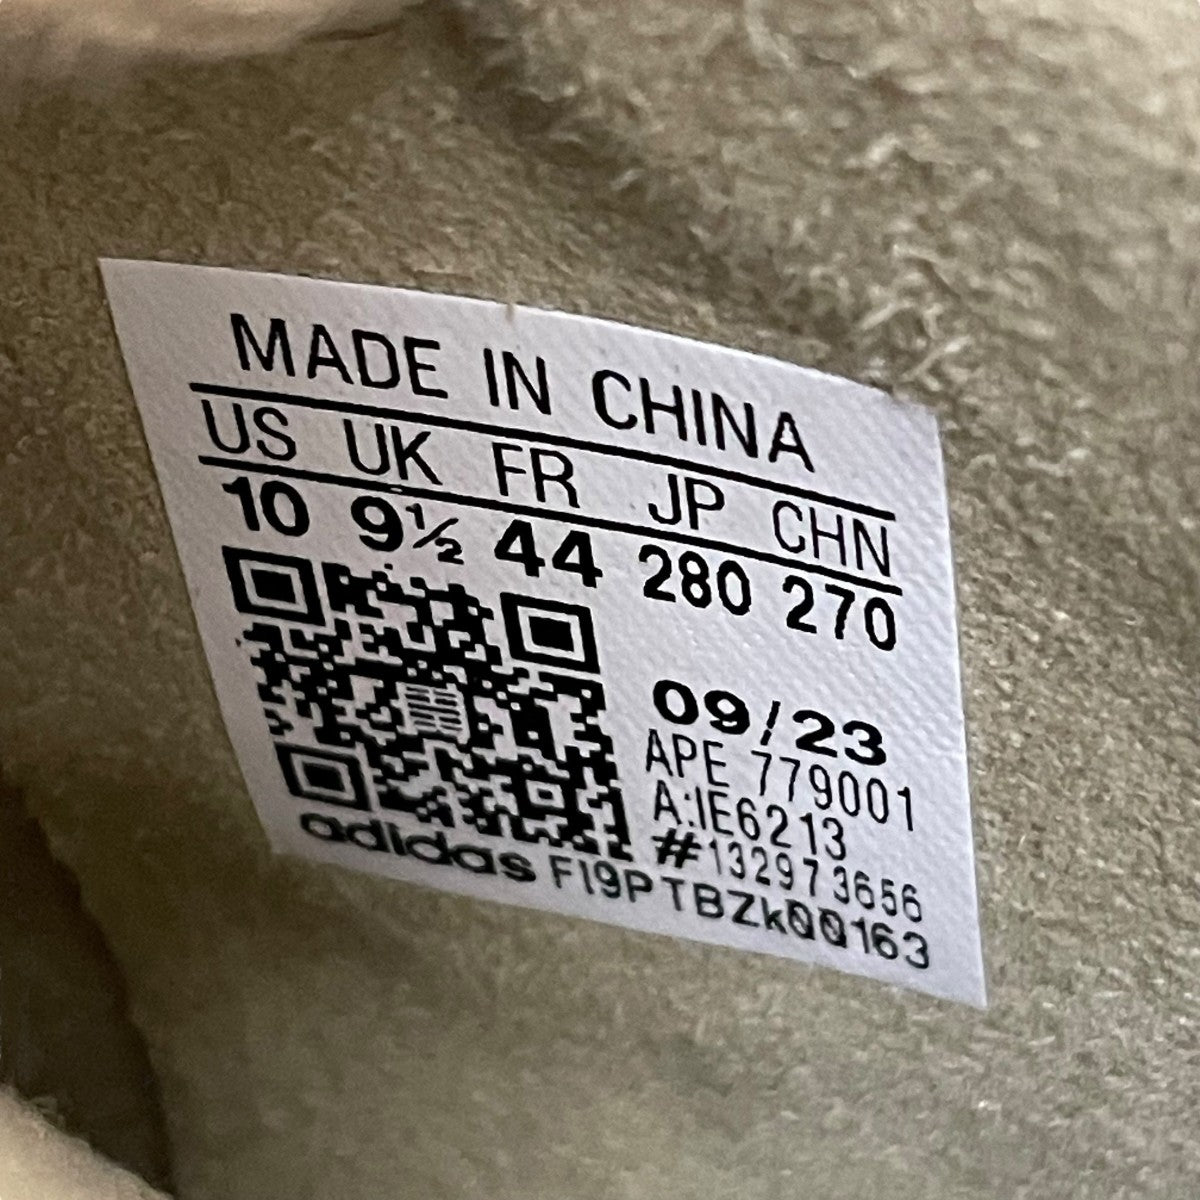 MADE IN CHINA
US UK FR JP CHN
10 9½ 44 280 270
09/23
APE 779001
A:IE6213
#132973656
adidas F19PTBZk00163